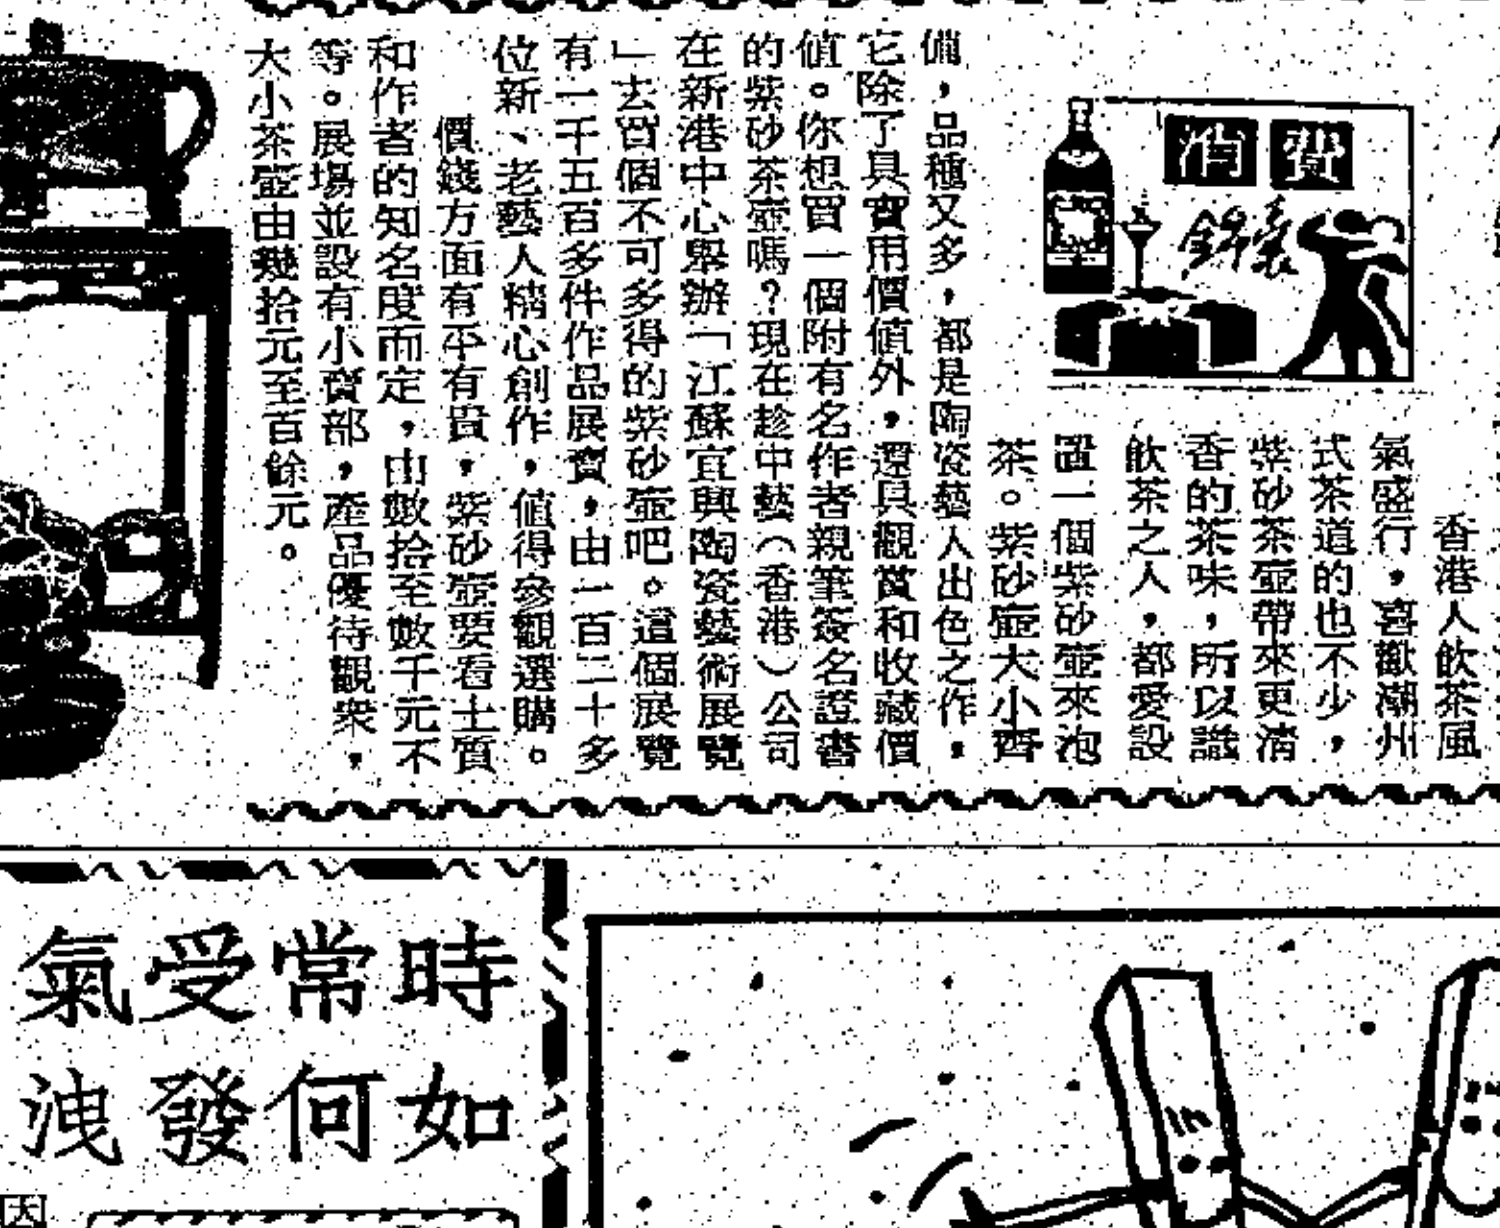 消費
錦囊
香港人飲茶風
氣盛行，喜歡潮州
式茶道的也不少，
紫砂茶壺帶來更清
香的茶味，所以識
飲茶之人，都愛設
置一個紫砂壺來泡
茶。紫砂壺大小齊
備，品種又多，都是陶瓷藝人出色之作，
它除了具實用價值外，還具觀賞和收藏價
值。你想買一個附有名作者親筆簽名證書
的紫砂茶壺嗎？現在趁中藝（香港）公司
在新港中心舉辦「江蘇宜興陶瓷藝術展覽
」去買個不可多得的紫砂壺吧。這個展覽
有一千五百多件作品展賣，由一百二十多
位新、老藝人精心創作，值得參觀選購。
價錢方面有平有貴，紫砂壺要看土質
和作者的知名度而定，由數拾至數千元不
等。展場並設有小賣部，產品優待觀衆，
大小茶壺由幾拾元至百餘元。
時常受氣
如何發洩